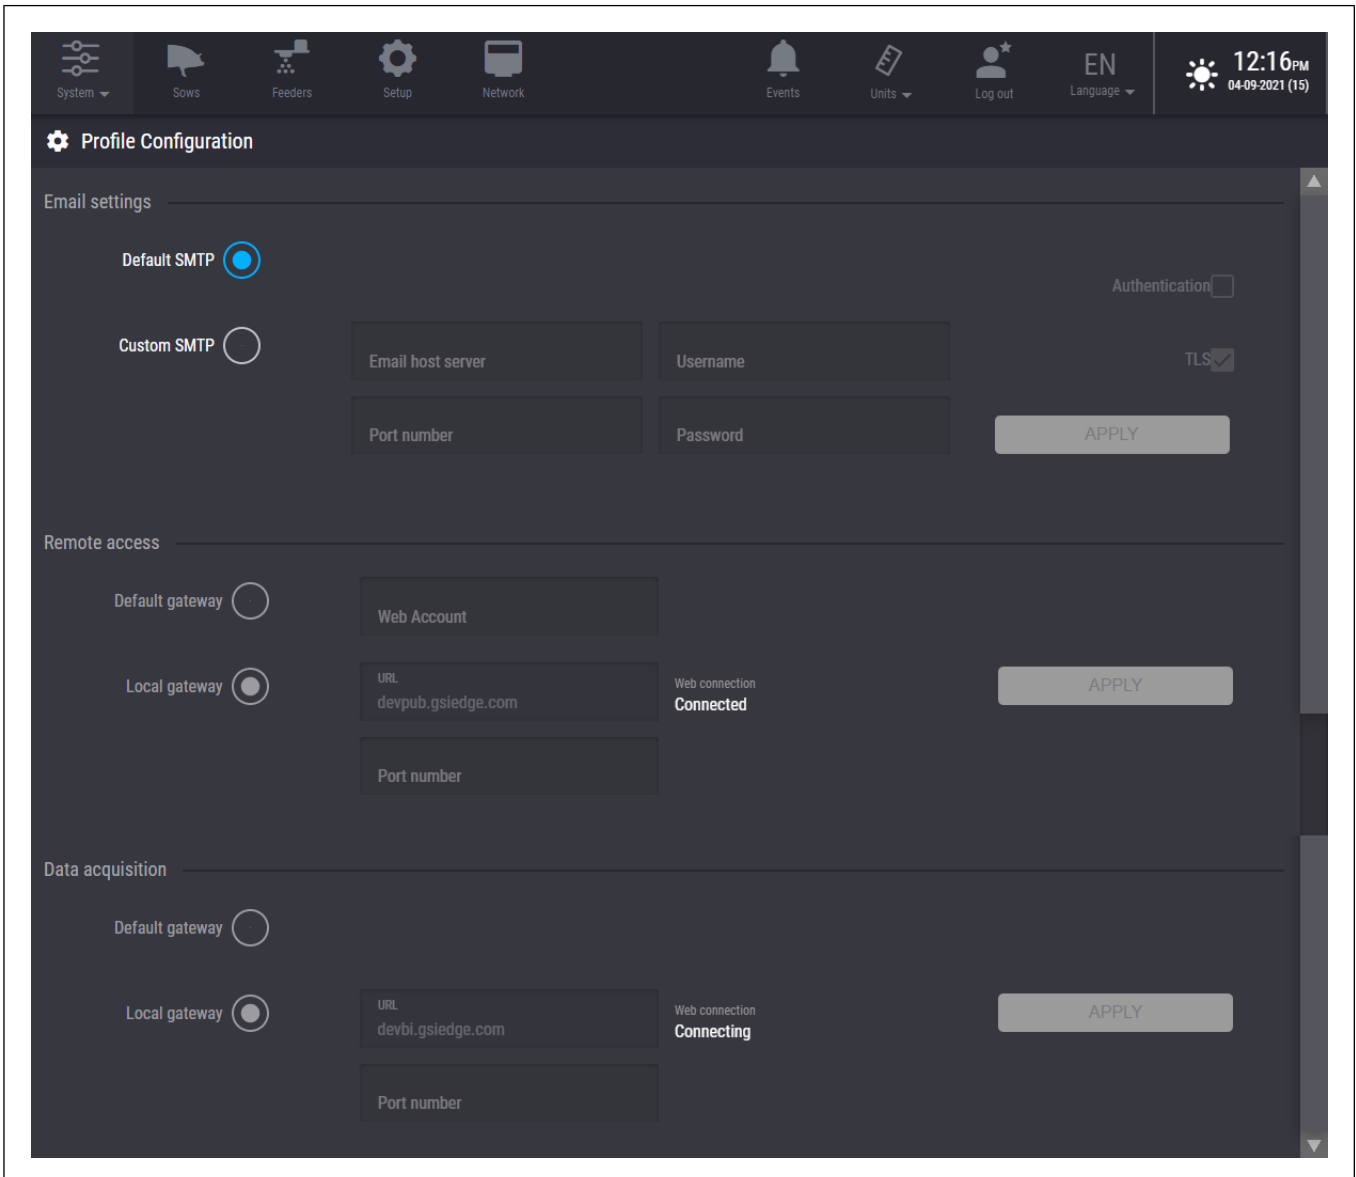 System
Sows
Feeders
Setup
Network
Events
Units
Log out
EN
Language
12:16PM
04-09-2021 (15)
Profile Configuration
Email settings
Default SMTP
Authentication
Custom SMTP
Email host server
Username
TLS
Port number
Password
APPLY
Remote access
Default gateway
Web Account
Local gateway
URL
devpub.gsiedge.com
Web connection
Connected
APPLY
Port number
Data acquisition
Default gateway
Local gateway
URL
devbi.gsiedge.com
Web connection
Connecting
APPLY
Port number